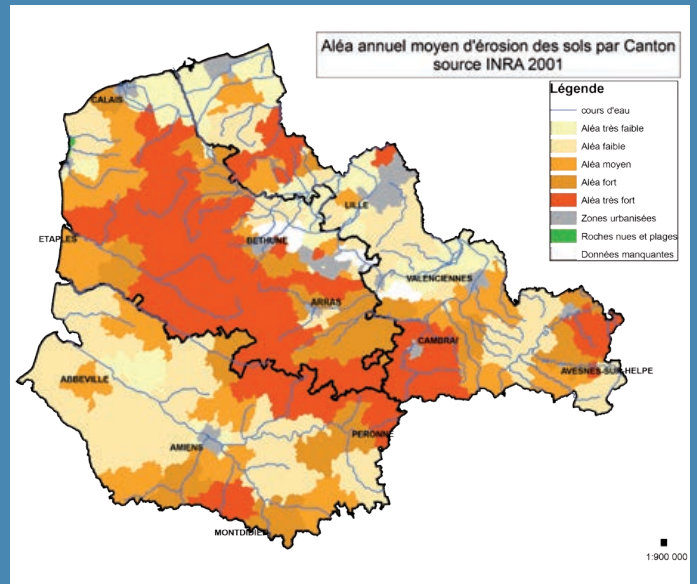 Aléa annuel moyen d'érosion des sols par Canton
source INRA 2001
Légende
cours d'eau
Aléa très faible
Aléa faible
Aléa moyen
Aléa fort
Aléa très fort
Zones urbanisées
Roches nues et plages
Données manquantes
CALAIS
LILLE
ETAPLES
BETHUNE
VALENCIENNES
ARRAS
CAMBRAI
AVESNES-SUR-HELPE
ABBEVILLE
PERONNE
AMIENS
MONTDIDIE
1:900 000